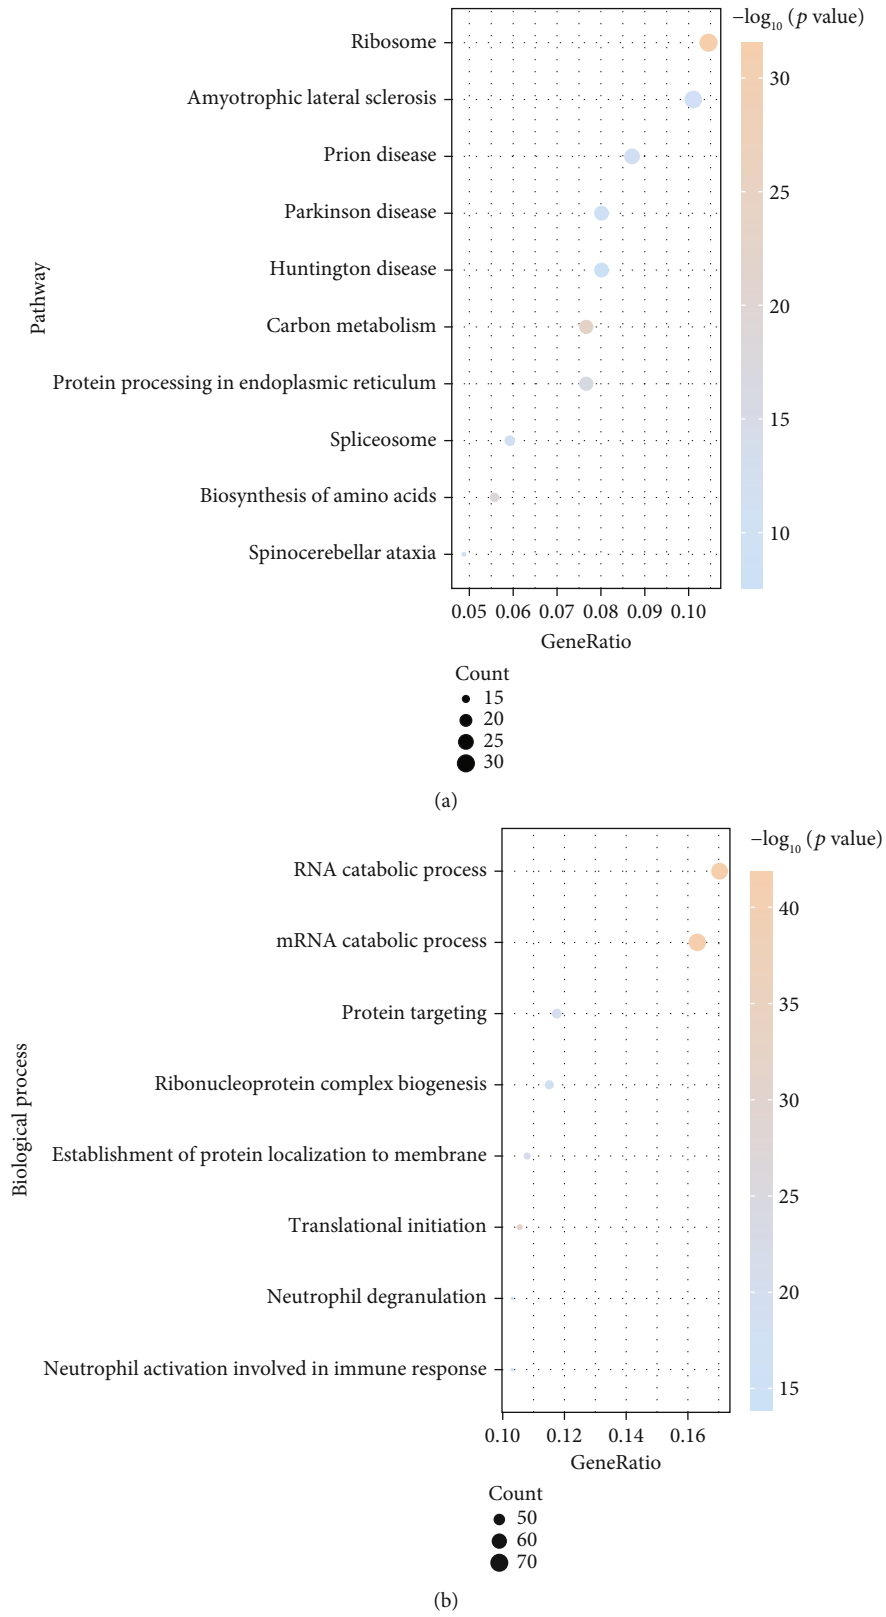 −log10 (p value)
Ribosome
30
Amyotrophic lateral sclerosis
Prion disease
25
Parkinson disease
Pathway
Huntington disease
20
Carbon metabolism
Protein processing in endoplasmic reticulum
15
Spliceosome
Biosynthesis of amino acids
10
Spinocerebellar ataxia
0.05 0.06 0.07 0.08 0.09 0.10
GeneRatio
Count
15
20
25
30
(a)
−log10 (p value)
RNA catabolic process
40
mRNA catabolic process
35
Protein targeting
30
Ribonucleoprotein complex biogenesis
Biological process
Establishment of protein localization to membrane
25
Translational initiation
20
Neutrophil degranulation
Neutrophil activation involved in immune response
15
0.10 0.12 0.14 0.16
GeneRatio
Count
50
60
70
(b)